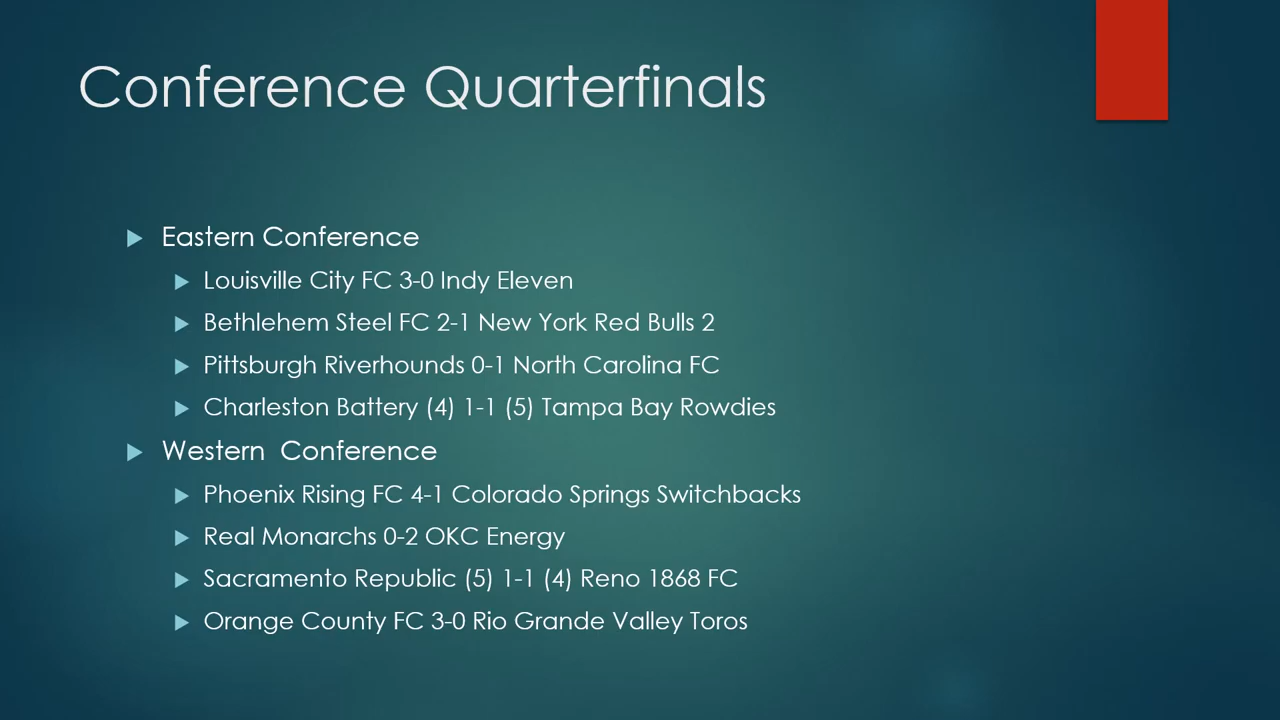 Conference Quarterfinals
Eastern Conference
Louisville City FC 3-0 Indy Eleven
Bethlehem Steel FC 2-1 New York Red Bulls 2
Pittsburgh Riverhounds 0-1 North Carolina FC
Charleston Battery (4) 1-1 (5) Tampa Bay Rowdies
Western  Conference
Phoenix Rising FC 4-1 Colorado Springs Switchbacks
Real Monarchs 0-2 OKC Energy
Sacramento Republic (5) 1-1 (4) Reno 1868 FC
Orange County FC 3-0 Rio Grande Valley Toros